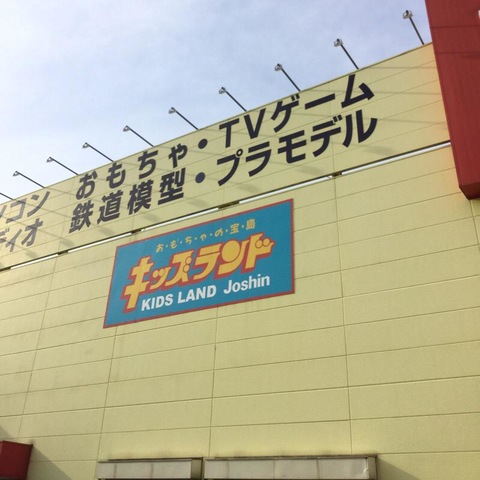 ソコン おもちゃ・TVゲーム
ディオ 鉄道模型・プラモデル
お・も・ちゃ・の・宝・島
キッズランド
KIDS LAND Joshin